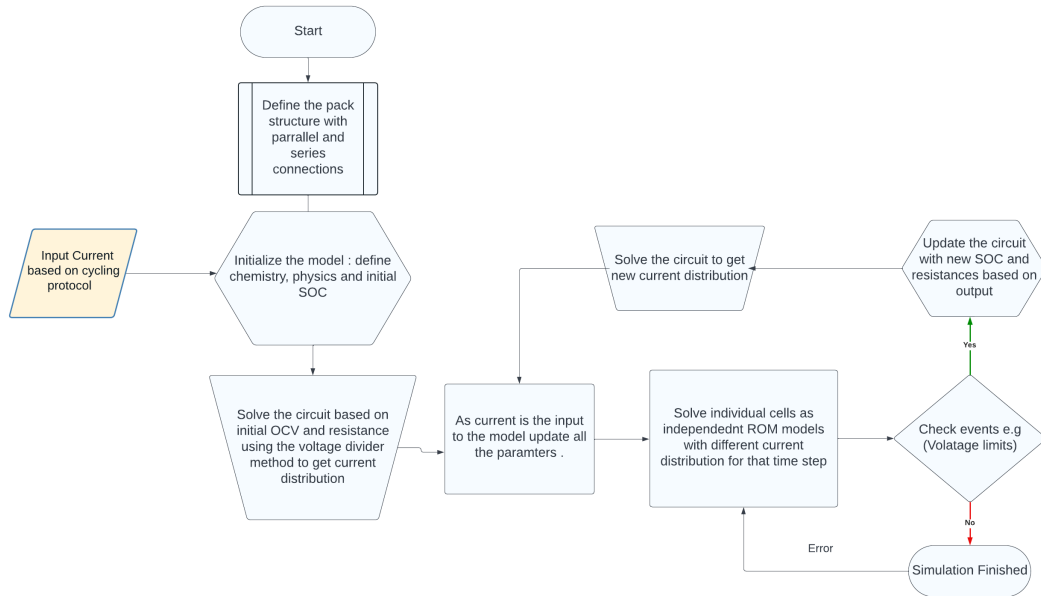 Start
Define the pack
structure with
parrallel and
series
connections
Input Current
based on cycling
protocol
Initialize the model : define
chemistry, physics and initial
SOC
Solve the circuit based on
initial OCV and resistance
using the voltage divider
method to get current
distribution
As current is the input
to the model update all
the paramters .
Solve individual cells as
independednt ROM models
with different current
distribution for that time step
Check events e.g
(Volatage limits)
Yes
Update the circuit
with new SOC and
resistances based on
output
Solve the circuit to get
new current distribution
No
Simulation Finished
Error